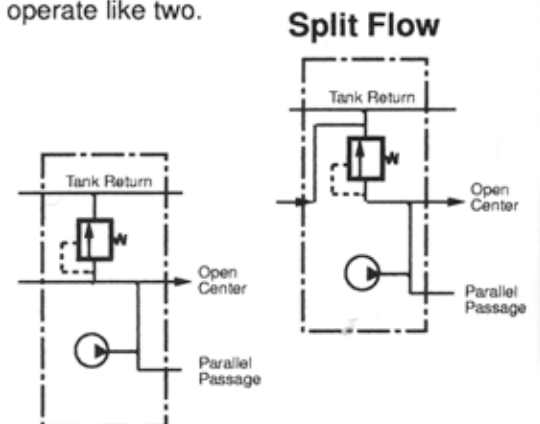 operate like two.
Split Flow
Tank Return
Open
Center
Parallel
Passage
Tank Return
Open
Center
Parallel
Passage